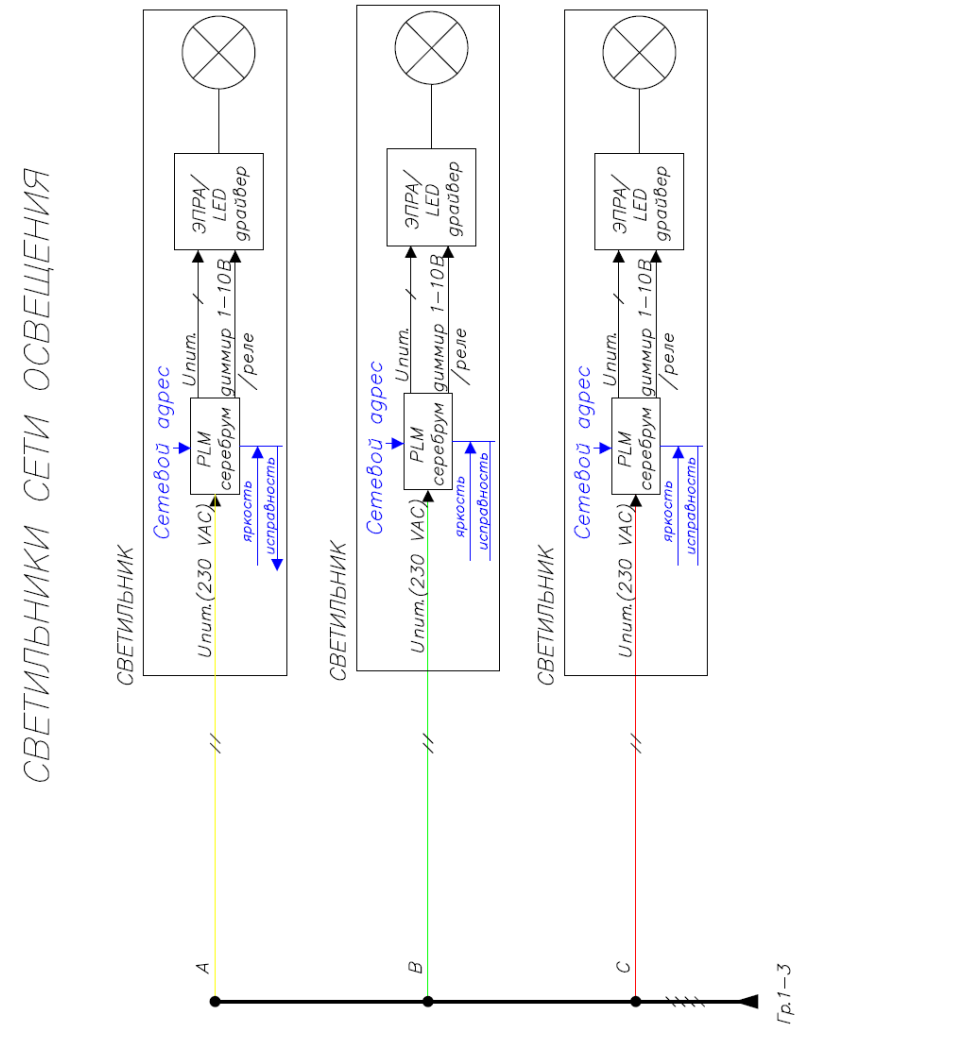 СВЕТИЛЬНИКИ СЕТИ ОСВЕЩЕНИЯ
СВЕТИЛЬНИК
Сетевой адрес
Uпит.(230 VAC)
PLM
серебрум
яркость
исправность
Uпит.
диммир 1-10В
/реле
ЭПРА/
LED
драйвер
A
СВЕТИЛЬНИК
Сетевой адрес
Uпит.(230 VAC)
PLM
серебрум
яркость
исправность
Uпит.
диммир 1-10В
/реле
ЭПРА/
LED
драйвер
B
СВЕТИЛЬНИК
Сетевой адрес
Uпит.(230 VAC)
PLM
серебрум
яркость
исправность
Uпит.
диммир 1-10В
/реле
ЭПРА/
LED
драйвер
C
Гр.1-3